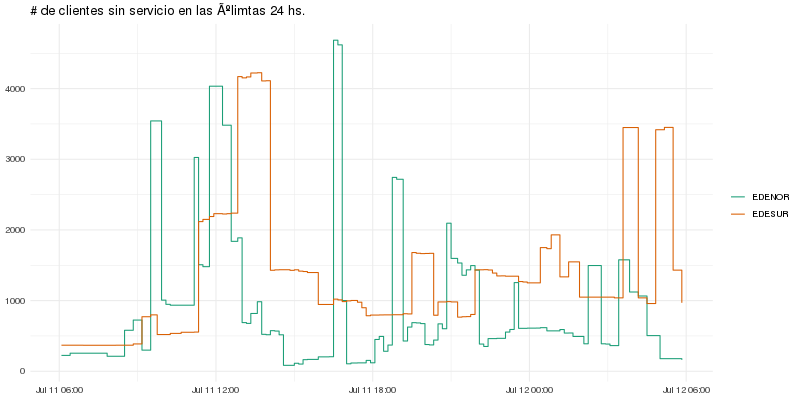 # de clientes sin servicio en las Ãºlimtas 24 hs.
4000
3000
2000
1000
0
Jul 11 06:00
Jul 11 12:00
Jul 11 18:00
Jul 12 00:00
Jul 12 06:00
EDENOR
EDESUR